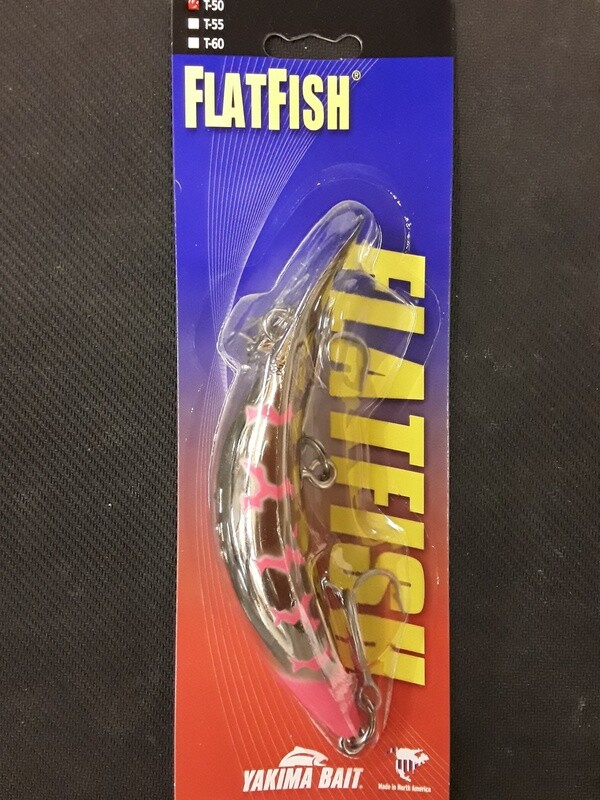 T-50
T-55
T-60
FLATFISH®
FLATFISH
YAKIMA BAIT®
Made in North America